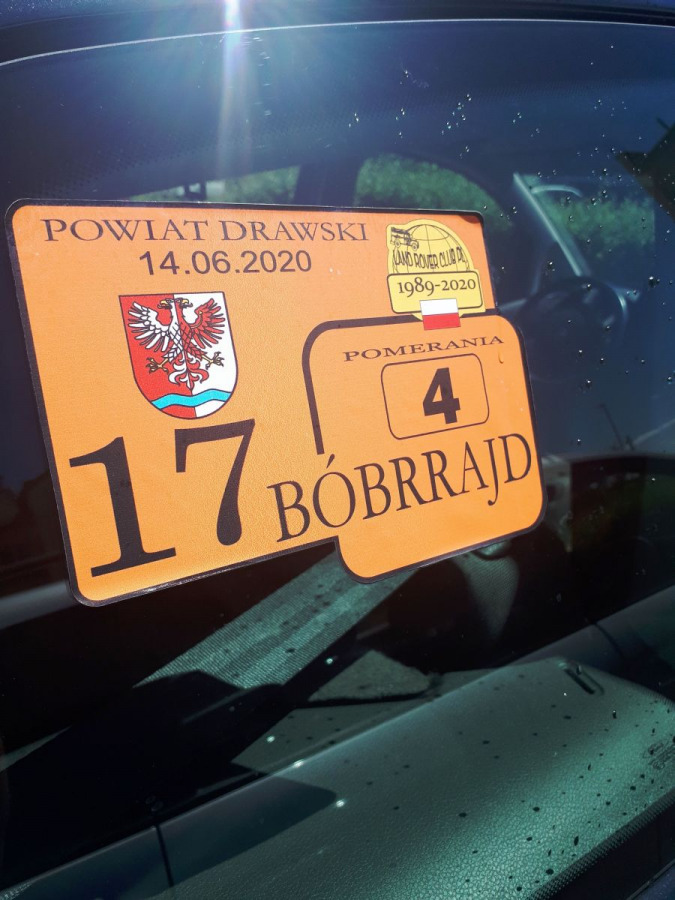 POWIAT DRAWSKI
14.06.2020
LAND ROVER CLUB PL
1989-2020
POMERANIA
4
17
BÓBRRAJD